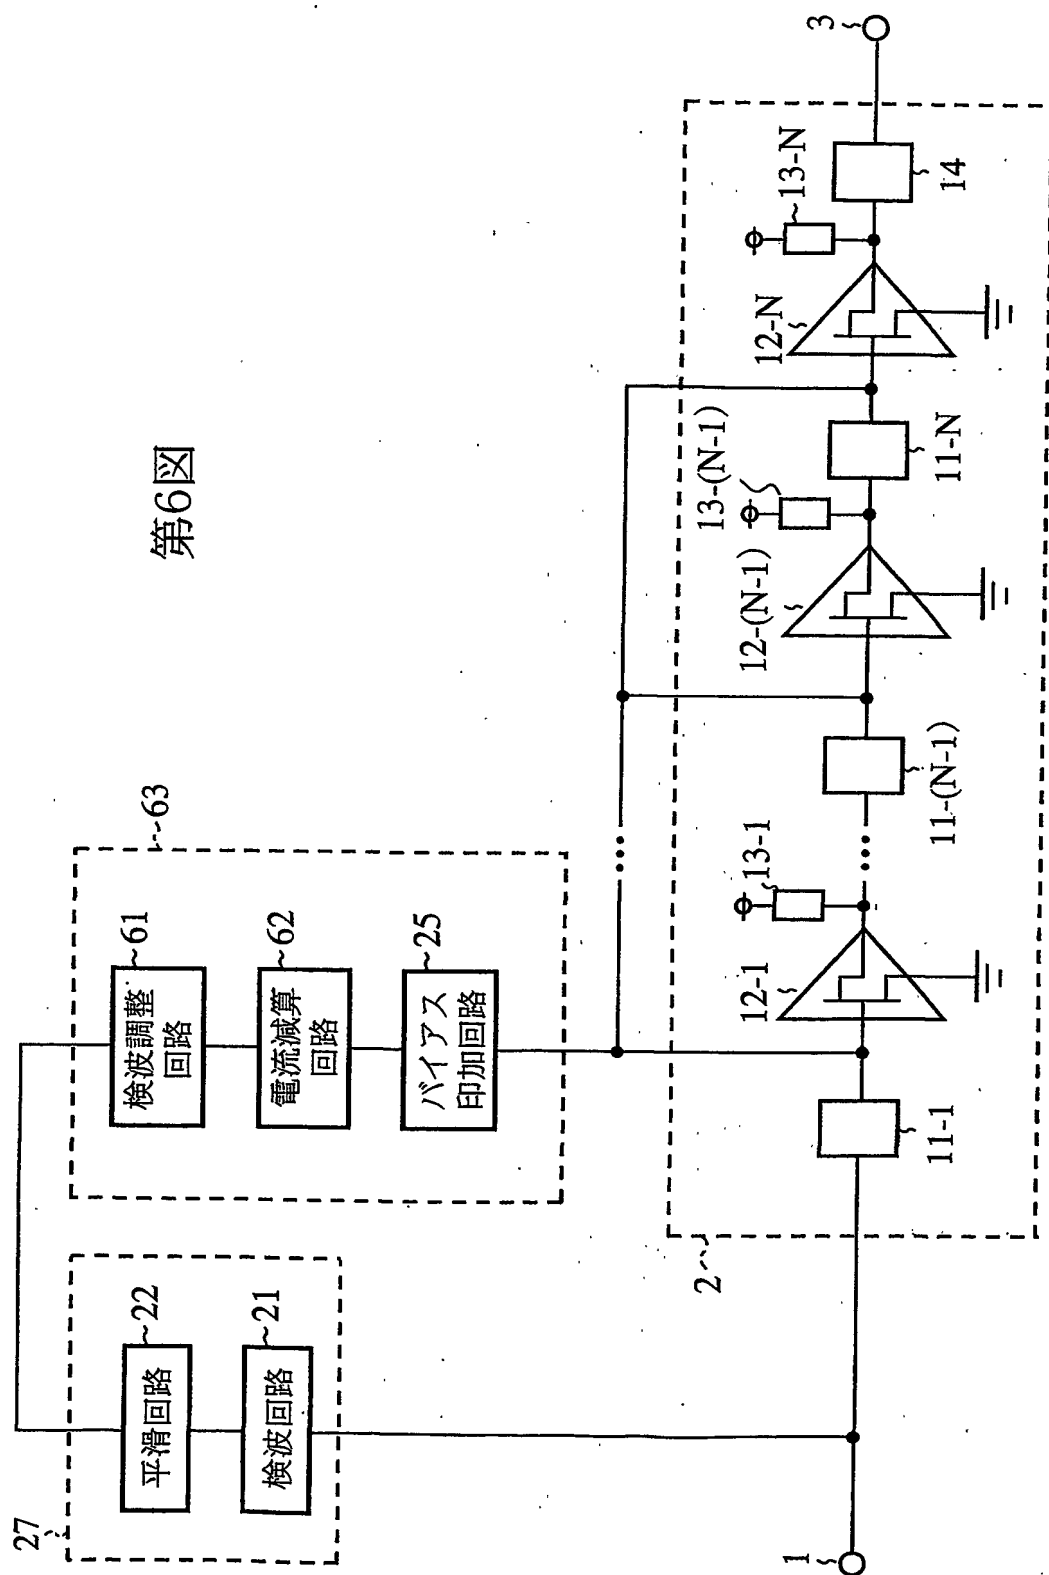 第6図
27
平滑回路
22
検波回路
21
63
検波調整
回路
61
電流減算
回路
62
バイアス
印加回路
25
1
2
11-1
12-1
13-1
11-(N-1)
12-(N-1)
13-(N-1)
11-N
12-N
13-N
14
3